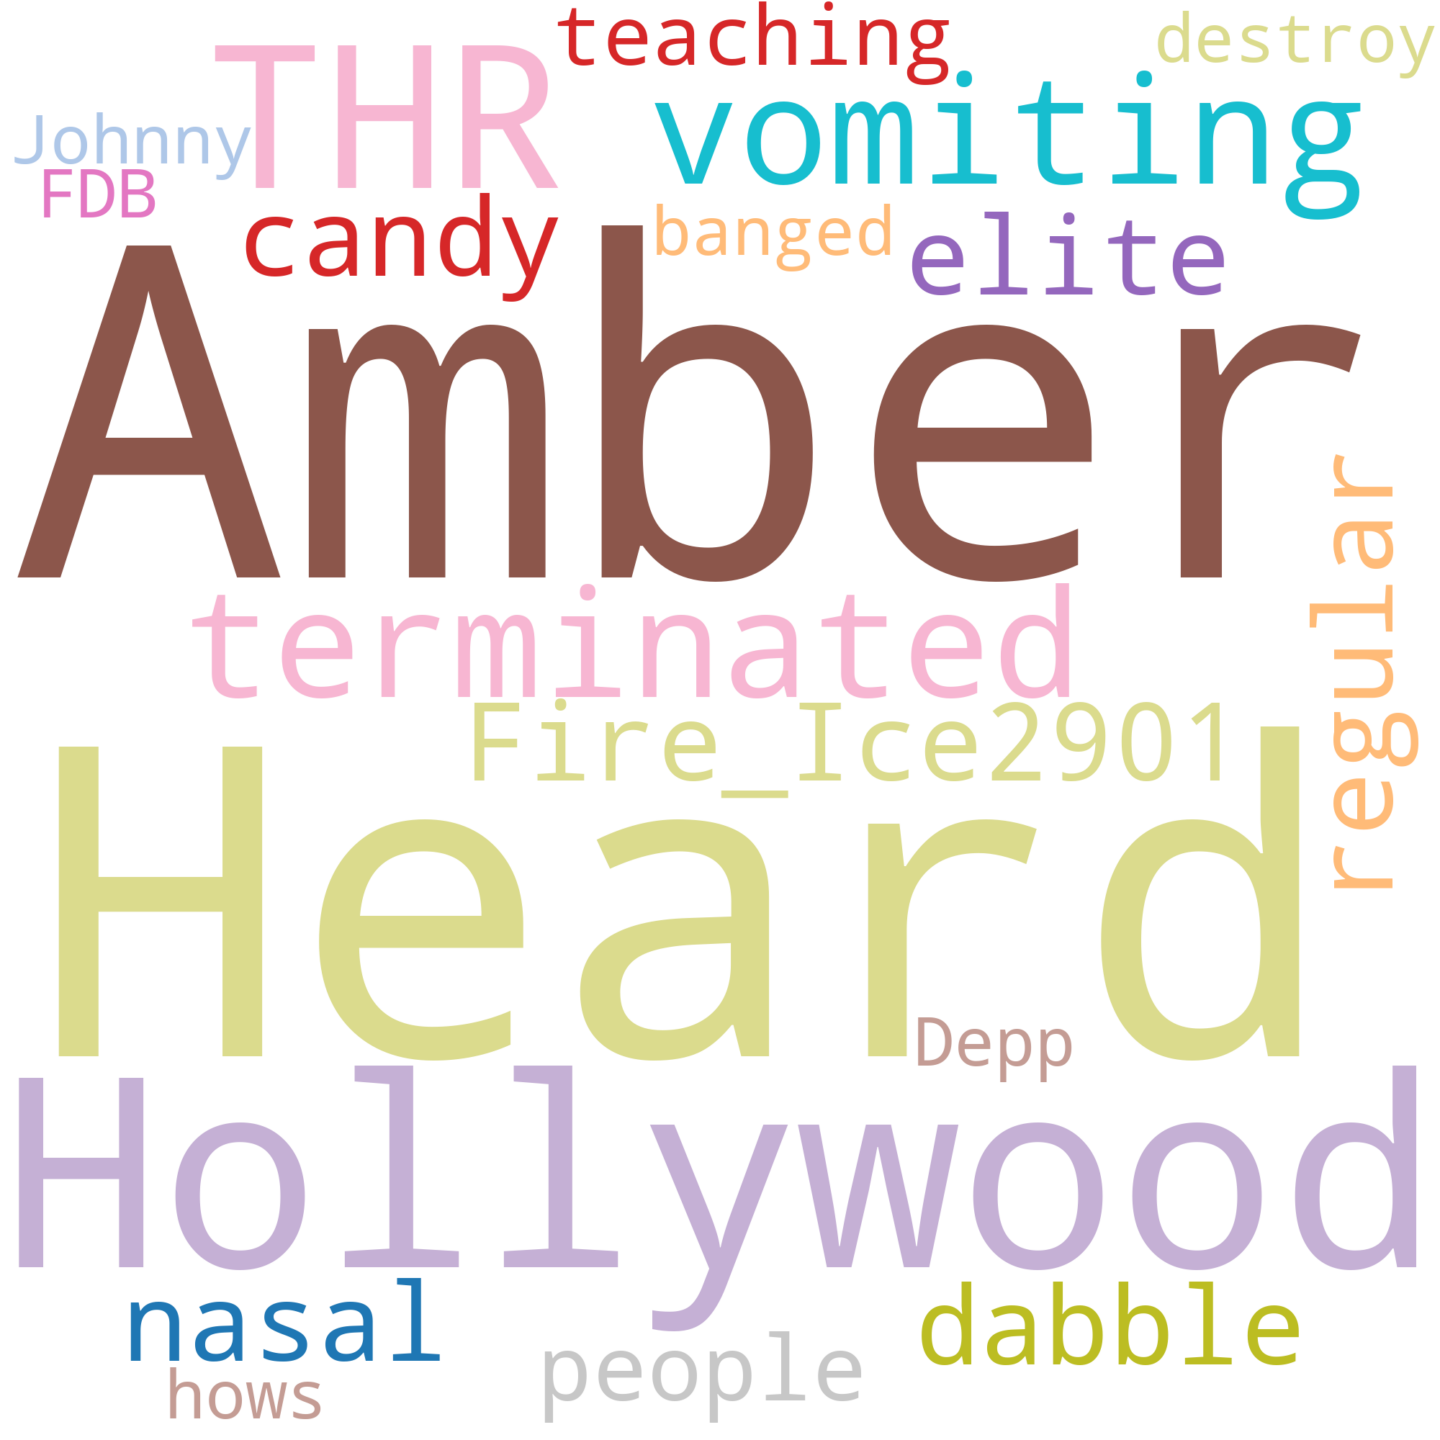 teaching
destroy
THR
vomiting
Johnny
FDB
candy
banged
elite
Amber
regular
terminated
Fire_Ice2901
Heard
Depp
Hollywood
nasal
dabble
people
hows